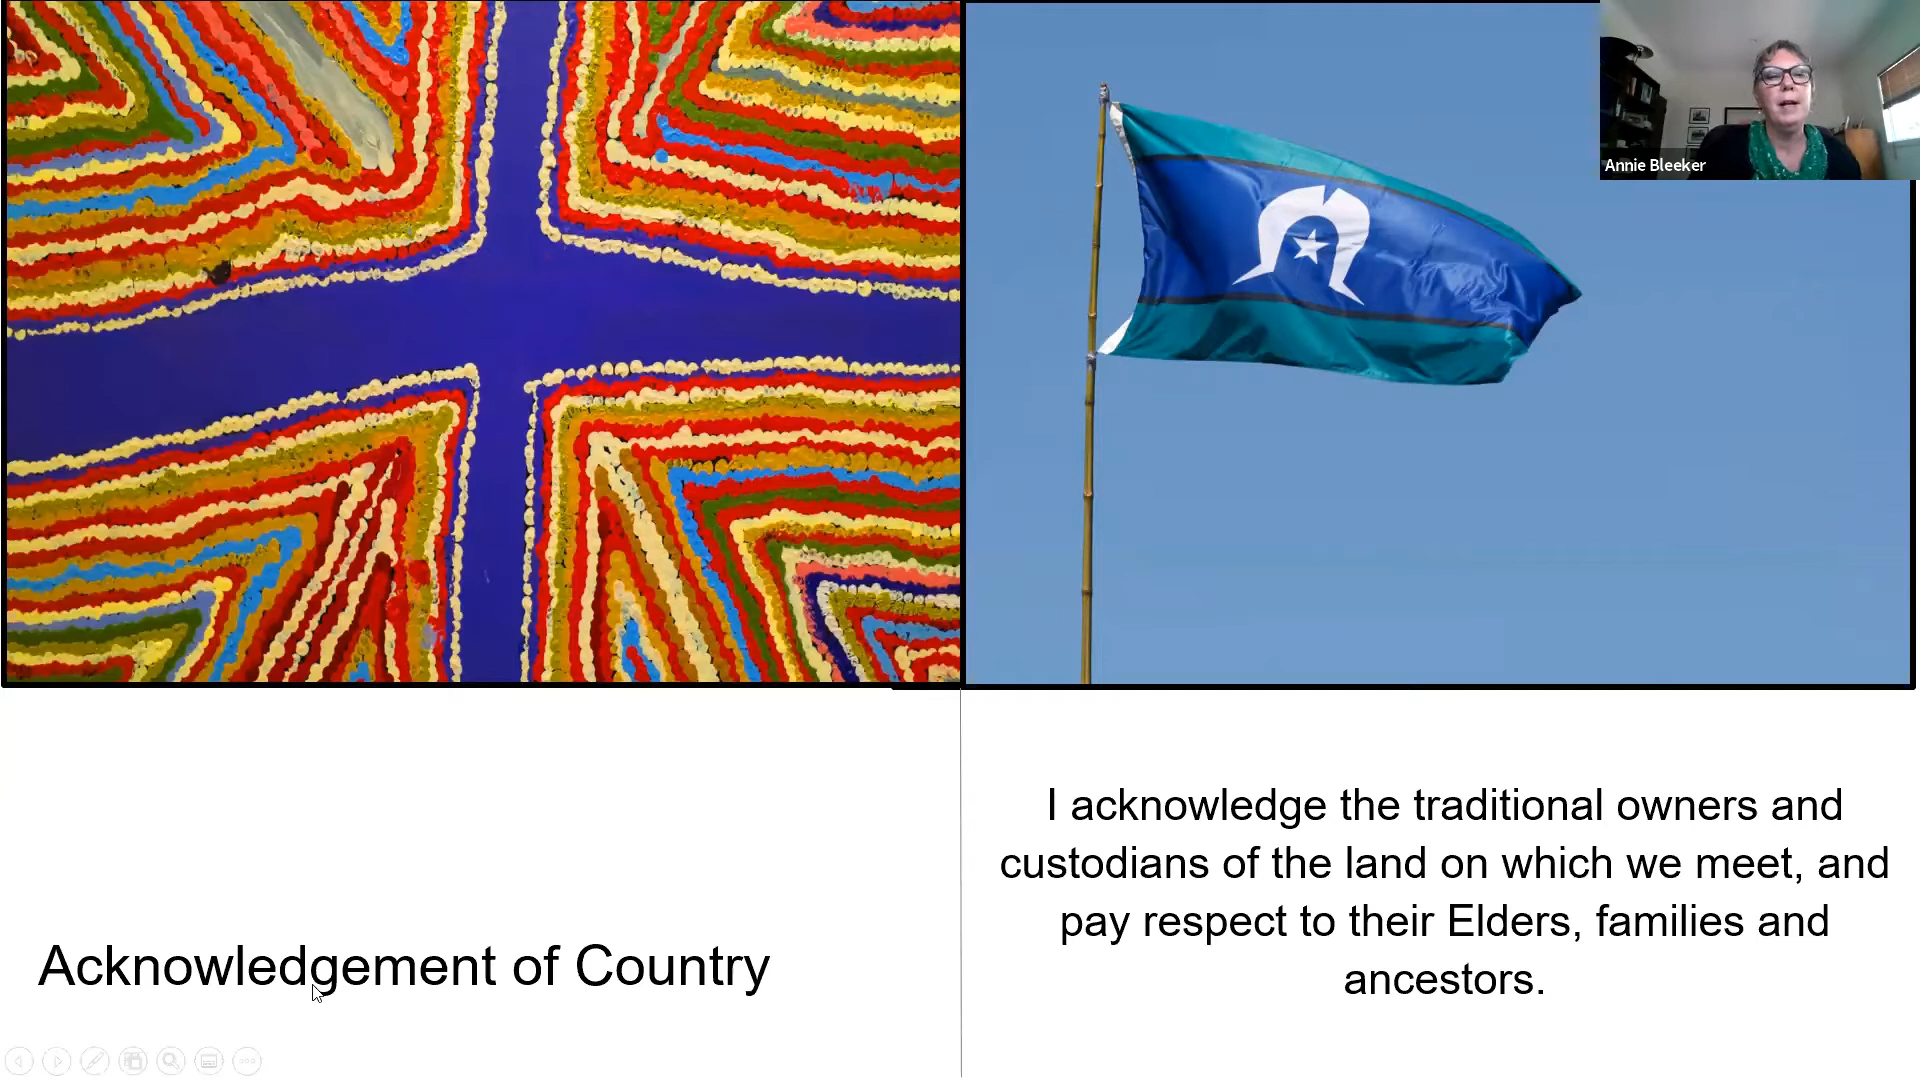 Annie Bleeker
Acknowledgement of Country
I acknowledge the traditional owners and
custodians of the land on which we meet, and
pay respect to their Elders, families and
ancestors.